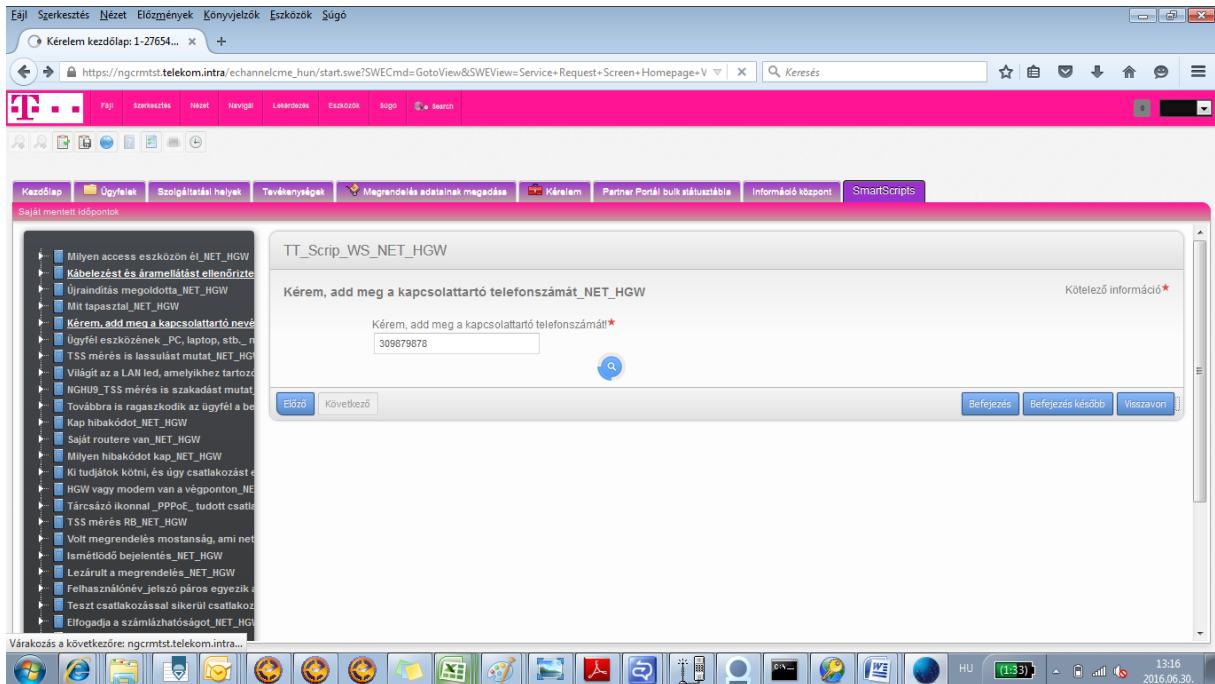 Fájl Szerkesztés Nézet Előzmények Könyvjelzők Eszközök Súgó
Kérelem kezdőlap: 1-27654... × +
https://ngcrmtst.telekom.intra/echannelcme_hun/start.swe?SWECmd=GotoView&SWEView=Service+Request+Screen+Homepage+V
Keresés
T
Fájl Szerkesztés Nézet Navigál Lekérdezés Eszközök Súgó Search
Kezdőlap Ügyfelek Szolgáltatási helyek Tevékenységek Megrendelés adatainak megadása Kérelem Partner Portál bulk státusztábla Információ központ SmartScripts
Saját mentett időpontok
Milyen access eszközön él_NET_HGW
Kábelezést és áramellátást ellenőrizte
Újraindítás megoldotta_NET_HGW
Mit tapasztal_NET_HGW
Kérem, add meg a kapcsolattartó nevé
Ügyfél eszközének _PC, laptop, stb._ n
TSS mérés is lassulást mutat_NET_HG
Világít az a LAN led, amelyikhez tartozó
NGHU9_TSS mérés is szakadást mutat_
Továbbra is ragaszkodik az ügyfél a be
Kap hibakódot_NET_HGW
Saját routere van_NET_HGW
Milyen hibakódot kap_NET_HGW
Ki tudjátok kötni, és úgy csatlakozást e
HGW vagy modem van a végponton_NE
Tárcsázó ikonnal _PPPoE_ tudott csatla
TSS mérés RB_NET_HGW
Volt megrendelés mostanság, ami net
Ismétlődő bejelentés_NET_HGW
Lezárult a megrendelés_NET_HGW
Felhasználónév_jelszó páros egyezik a
Teszt csatlakozással sikerül csatlakoz
Elfogadja a számlázhatóságot_NET_HG
TT_Scrip_WS_NET_HGW
Kérem, add meg a kapcsolattartó telefonszámát_NET_HGW
Kötelező információ*
Kérem, add meg a kapcsolattartó telefonszámát!*
309879878
Előző Következő Befejezés Befejezés később Visszavon
Várakozás a következőre: ngcrmtst.telekom.intra...
HU (1:33) 13:16
2016.06.30.